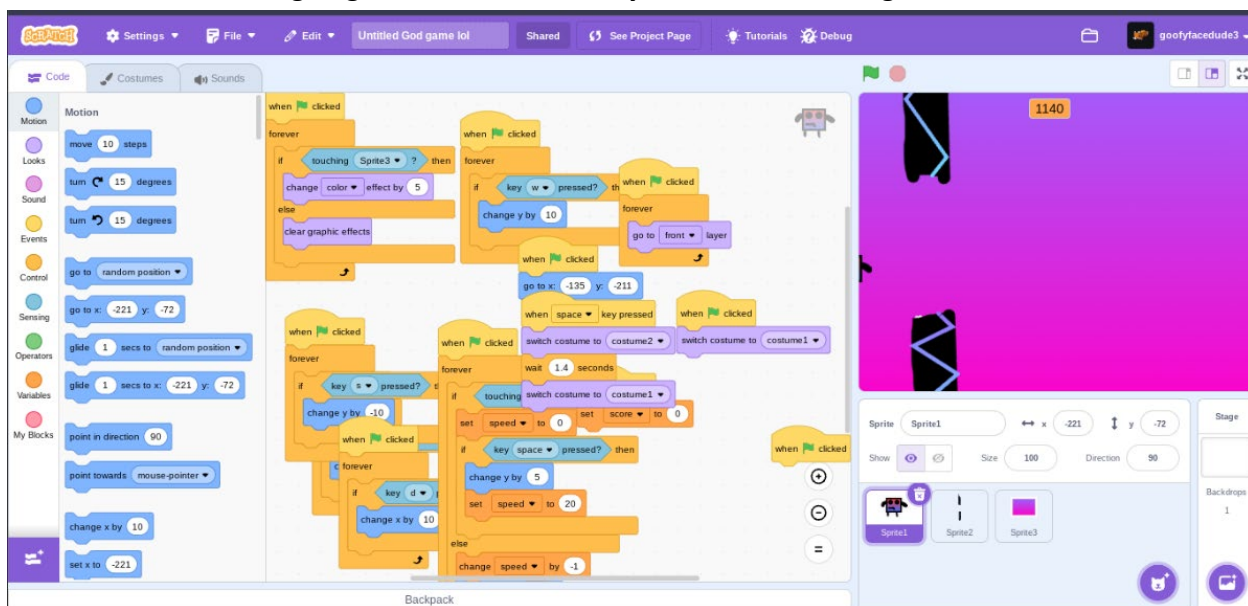 SCRATCH Settings File Edit Untitled God game lol Shared See Project Page Tutorials Debug goofyfacedude3
Code Costumes Sounds
Motion
Looks
Sound
Events
Control
Sensing
Operators
Variables
My Blocks
Motion
move 10 steps
turn 15 degrees
turn 15 degrees
go to random position
go to x: -221 y: -72
glide 1 secs to random position
glide 1 secs to x: -221 y: -72
point in direction 90
point towards mouse-pointer
change x by 10
set x to -221
when clicked
forever
if touching Sprite3 ? then
change color effect by 5
else
clear graphic effects
when clicked
forever
if key w pressed?
change y by 10
when clicked
forever
go to front layer
when clicked
go to x: -135 y: -211
when space key pressed
switch costume to costume2
wait 1.4 seconds
switch costume to costume1
when clicked
switch costume to costume1
when clicked
forever
if key s pressed?
change y by -10
when clicked
forever
if key d
change x by 10
when clicked
forever
if touching
set speed to 0
if key space pressed? then
change y by 5
set speed to 20
else
change speed by -1
set score to 0
when clicked
Backpack
1140
Sprite Sprite1 x -221 y -72
Show Size 100 Direction 90
Sprite1 Sprite2 Sprite3
Stage
Backdrops
1